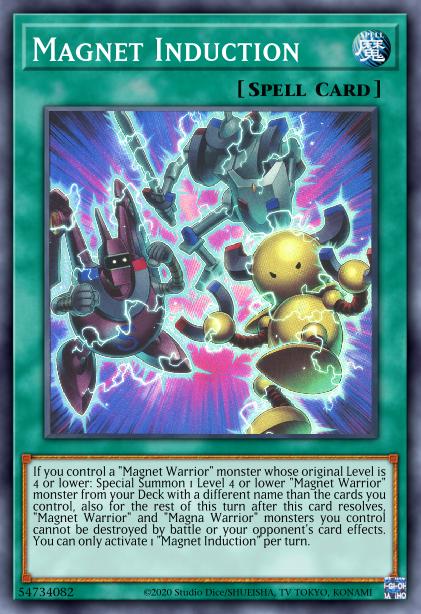 Magnet Induction
SPELL
魔
[Spell Card]
If you control a "Magnet Warrior" monster whose original Level is
4 or lower: Special Summon 1 Level 4 or lower "Magnet Warrior"
monster from your Deck with a different name than the cards you
control, also for the rest of this turn after this card resolves,
"Magnet Warrior" and "Magna Warrior" monsters you control
cannot be destroyed by battle or your opponent's card effects.
You can only activate 1 "Magnet Induction" per turn.
54734082
©2020 Studio Dice/SHUEISHA, TV TOKYO, KONAMI